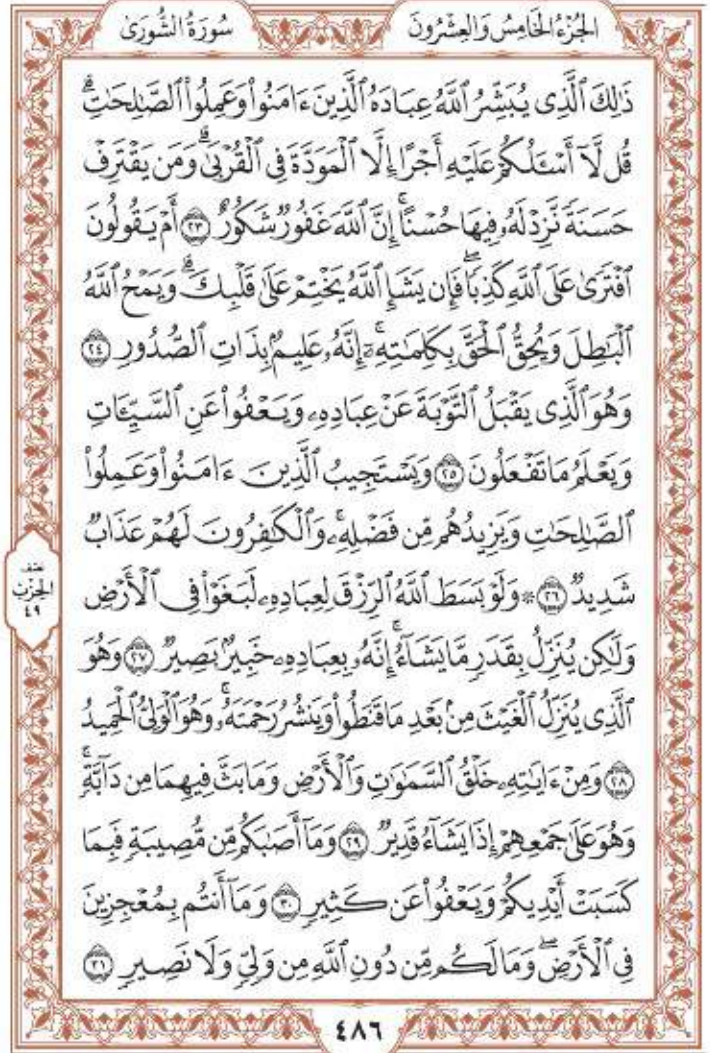 سُورَةُ الشُّورَىٰ
الجُزْءُ الخَامِسُ وَالعِشْرُونَ
ذَٰلِكَ ٱلَّذِى يُبَشِّرُ ٱللَّهُ عِبَادَهُ ٱلَّذِينَ ءَامَنُوا۟ وَعَمِلُوا۟ ٱلصَّـٰلِحَـٰتِ ۗ
قُل لَّآ أَسْـَٔلُكُمْ عَلَيْهِ أَجْرًا إِلَّا ٱلْمَوَدَّةَ فِى ٱلْقُرْبَىٰ ۗ وَمَن يَقْتَرِفْ
حَسَنَةً نَّزِدْ لَهُۥ فِيهَا حُسْنًا ۚ إِنَّ ٱللَّهَ غَفُورٌ شَكُورٌ ٢٣ أَمْ يَقُولُونَ
ٱفْتَرَىٰ عَلَى ٱللَّهِ كَذِبًا ۖ فَإِن يَشَإِ ٱللَّهُ يَخْتِمْ عَلَىٰ قَلْبِكَ ۗ وَيَمْحُ ٱللَّهُ
ٱلْبَـٰطِلَ وَيُحِقُّ ٱلْحَقَّ بِكَلِمَـٰتِهِۦٓ ۚ إِنَّهُۥ عَلِيمٌۢ بِذَاتِ ٱلصُّدُورِ ٢٤
وَهُوَ ٱلَّذِى يَقْبَلُ ٱلتَّوْبَةَ عَنْ عِبَادِهِۦ وَيَعْفُوا۟ عَنِ ٱلسَّيِّـَٔاتِ
وَيَعْلَمُ مَا تَفْعَلُونَ ٢٥ وَيَسْتَجِيبُ ٱلَّذِينَ ءَامَنُوا۟ وَعَمِلُوا۟
ٱلصَّـٰلِحَـٰتِ وَيَزِيدُهُم مِّن فَضْلِهِۦ ۚ وَٱلْكَـٰفِرُونَ لَهُمْ عَذَابٌ
شَدِيدٌ ٢٦ ۞ وَلَوْ بَسَطَ ٱللَّهُ ٱلرِّزْقَ لِعِبَادِهِۦ لَبَغَوْا۟ فِى ٱلْأَرْضِ
وَلَـٰكِن يُنَزِّلُ بِقَدَرٍ مَّا يَشَآءُ ۚ إِنَّهُۥ بِعِبَادِهِۦ خَبِيرٌۢ بَصِيرٌ ٢٧ وَهُوَ
ٱلَّذِى يُنَزِّلُ ٱلْغَيْثَ مِنۢ بَعْدِ مَا قَنَطُوا۟ وَيَنشُرُ رَحْمَتَهُۥ ۚ وَهُوَ ٱلْوَلِىُّ ٱلْحَمِيدُ
٢٨ وَمِنْ ءَايَـٰتِهِۦ خَلْقُ ٱلسَّمَـٰوَٰتِ وَٱلْأَرْضِ وَمَا بَثَّ فِيهِمَا مِن دَآبَّةٍ ۚ
وَهُوَ عَلَىٰ جَمْعِهِمْ إِذَا يَشَآءُ قَدِيرٌ ٢٩ وَمَآ أَصَـٰبَكُم مِّن مُّصِيبَةٍ فَبِمَا
كَسَبَتْ أَيْدِيكُمْ وَيَعْفُوا۟ عَن كَثِيرٍ ٣٠ وَمَآ أَنتُم بِمُعْجِزِينَ
فِى ٱلْأَرْضِ ۖ وَمَا لَكُم مِّن دُونِ ٱللَّهِ مِن وَلِىٍّ وَلَا نَصِيرٍ ٣١
نصف
الحزب
٤٩
٤٨٦